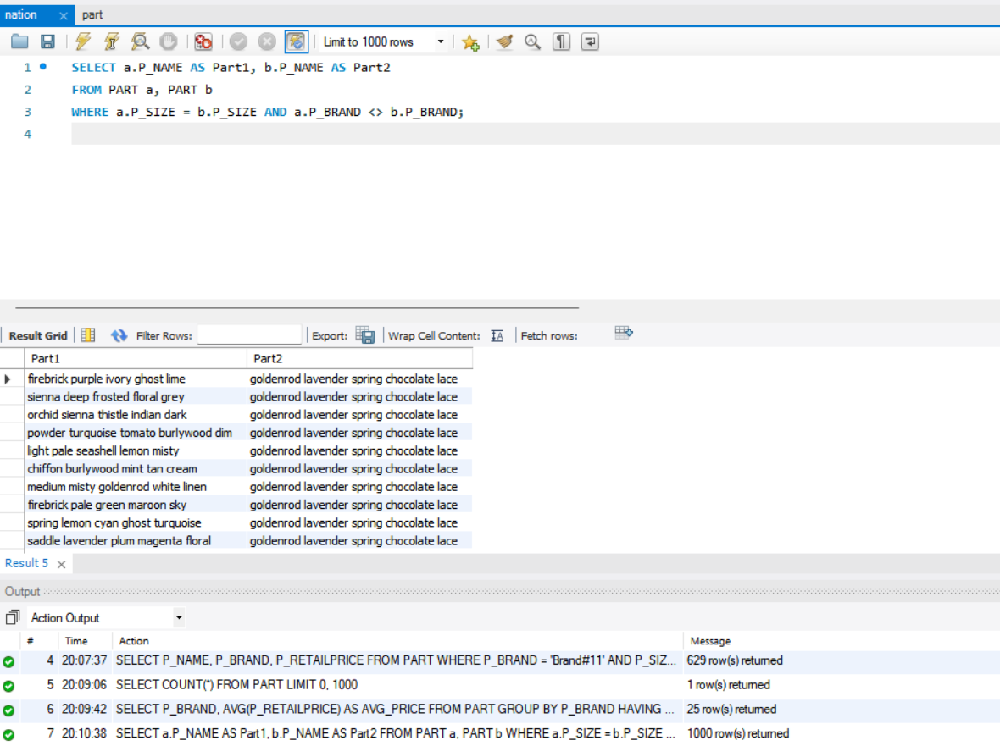 nation × part
Limit to 1000 rows
1 SELECT a.P_NAME AS Part1, b.P_NAME AS Part2
2 FROM PART a, PART b
3 WHERE a.P_SIZE = b.P_SIZE AND a.P_BRAND <> b.P_BRAND;
4
Result Grid Filter Rows: Export: Wrap Cell Content: Fetch rows:
Part1 Part2
firebrick purple ivory ghost lime goldenrod lavender spring chocolate lace
sienna deep frosted floral grey goldenrod lavender spring chocolate lace
orchid sienna thistle indian dark goldenrod lavender spring chocolate lace
powder turquoise tomato burlywood dim goldenrod lavender spring chocolate lace
light pale seashell lemon misty goldenrod lavender spring chocolate lace
chiffon burlywood mint tan cream goldenrod lavender spring chocolate lace
medium misty goldenrod white linen goldenrod lavender spring chocolate lace
firebrick pale green maroon sky goldenrod lavender spring chocolate lace
spring lemon cyan ghost turquoise goldenrod lavender spring chocolate lace
saddle lavender plum magenta floral goldenrod lavender spring chocolate lace
Result 5 ×
Output
Action Output
# Time Action Message
4 20:07:37 SELECT P_NAME, P_BRAND, P_RETAILPRICE FROM PART WHERE P_BRAND = 'Brand#11' AND P_SIZ... 629 row(s) returned
5 20:09:06 SELECT COUNT(*) FROM PART LIMIT 0, 1000 1 row(s) returned
6 20:09:42 SELECT P_BRAND, AVG(P_RETAILPRICE) AS AVG_PRICE FROM PART GROUP BY P_BRAND HAVING ... 25 row(s) returned
7 20:10:38 SELECT a.P_NAME AS Part1, b.P_NAME AS Part2 FROM PART a, PART b WHERE a.P_SIZE = b.P_SIZE ... 1000 row(s) returned